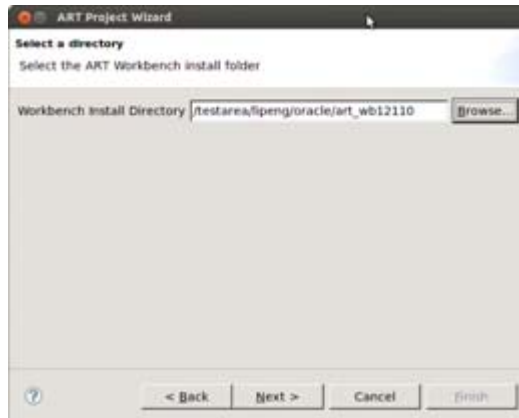 ART Project Wizard
Select a directory
Select the ART Workbench install folder
Workbench Install Directory /testarea/lipeng/oracle/art_wb12110 Browse...
< Back Next > Cancel Finish